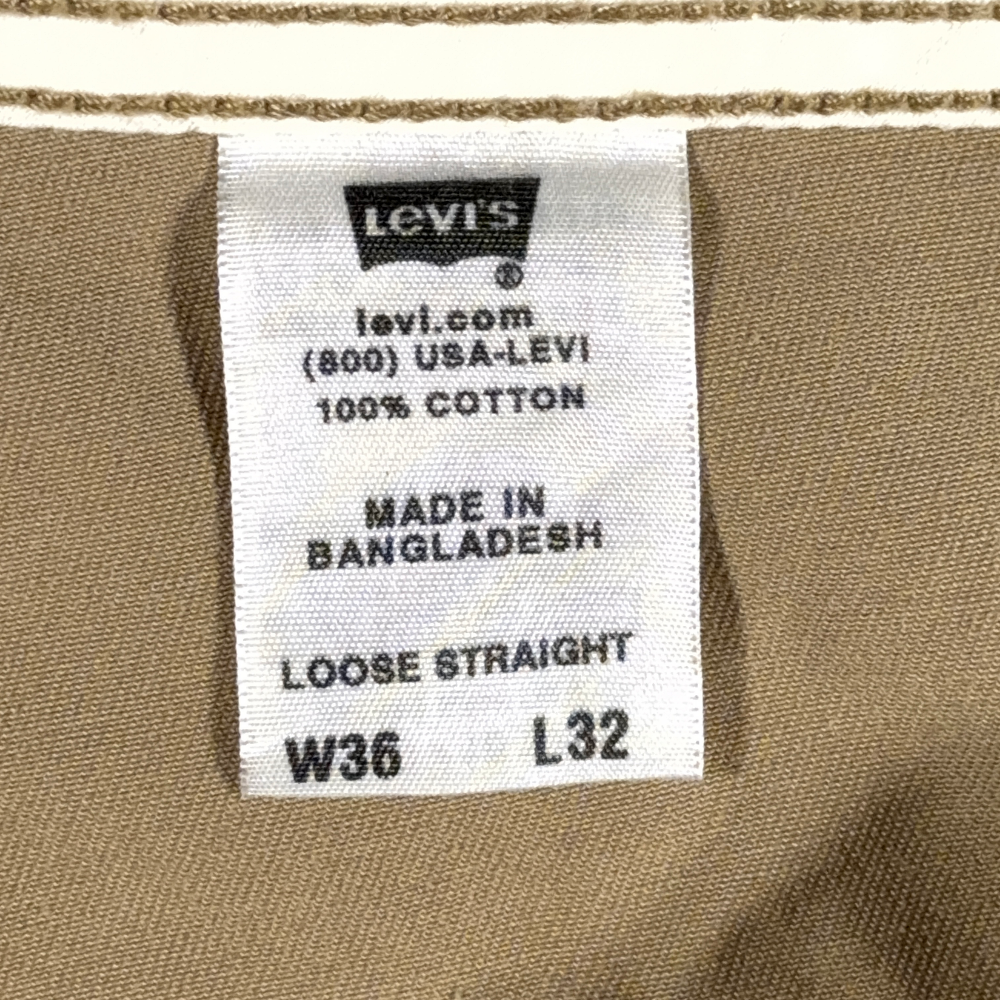 LEVI'S
®
levi.com
(800) USA-LEVI
100% COTTON
MADE IN
BANGLADESH
LOOSE STRAIGHT
W36 L32